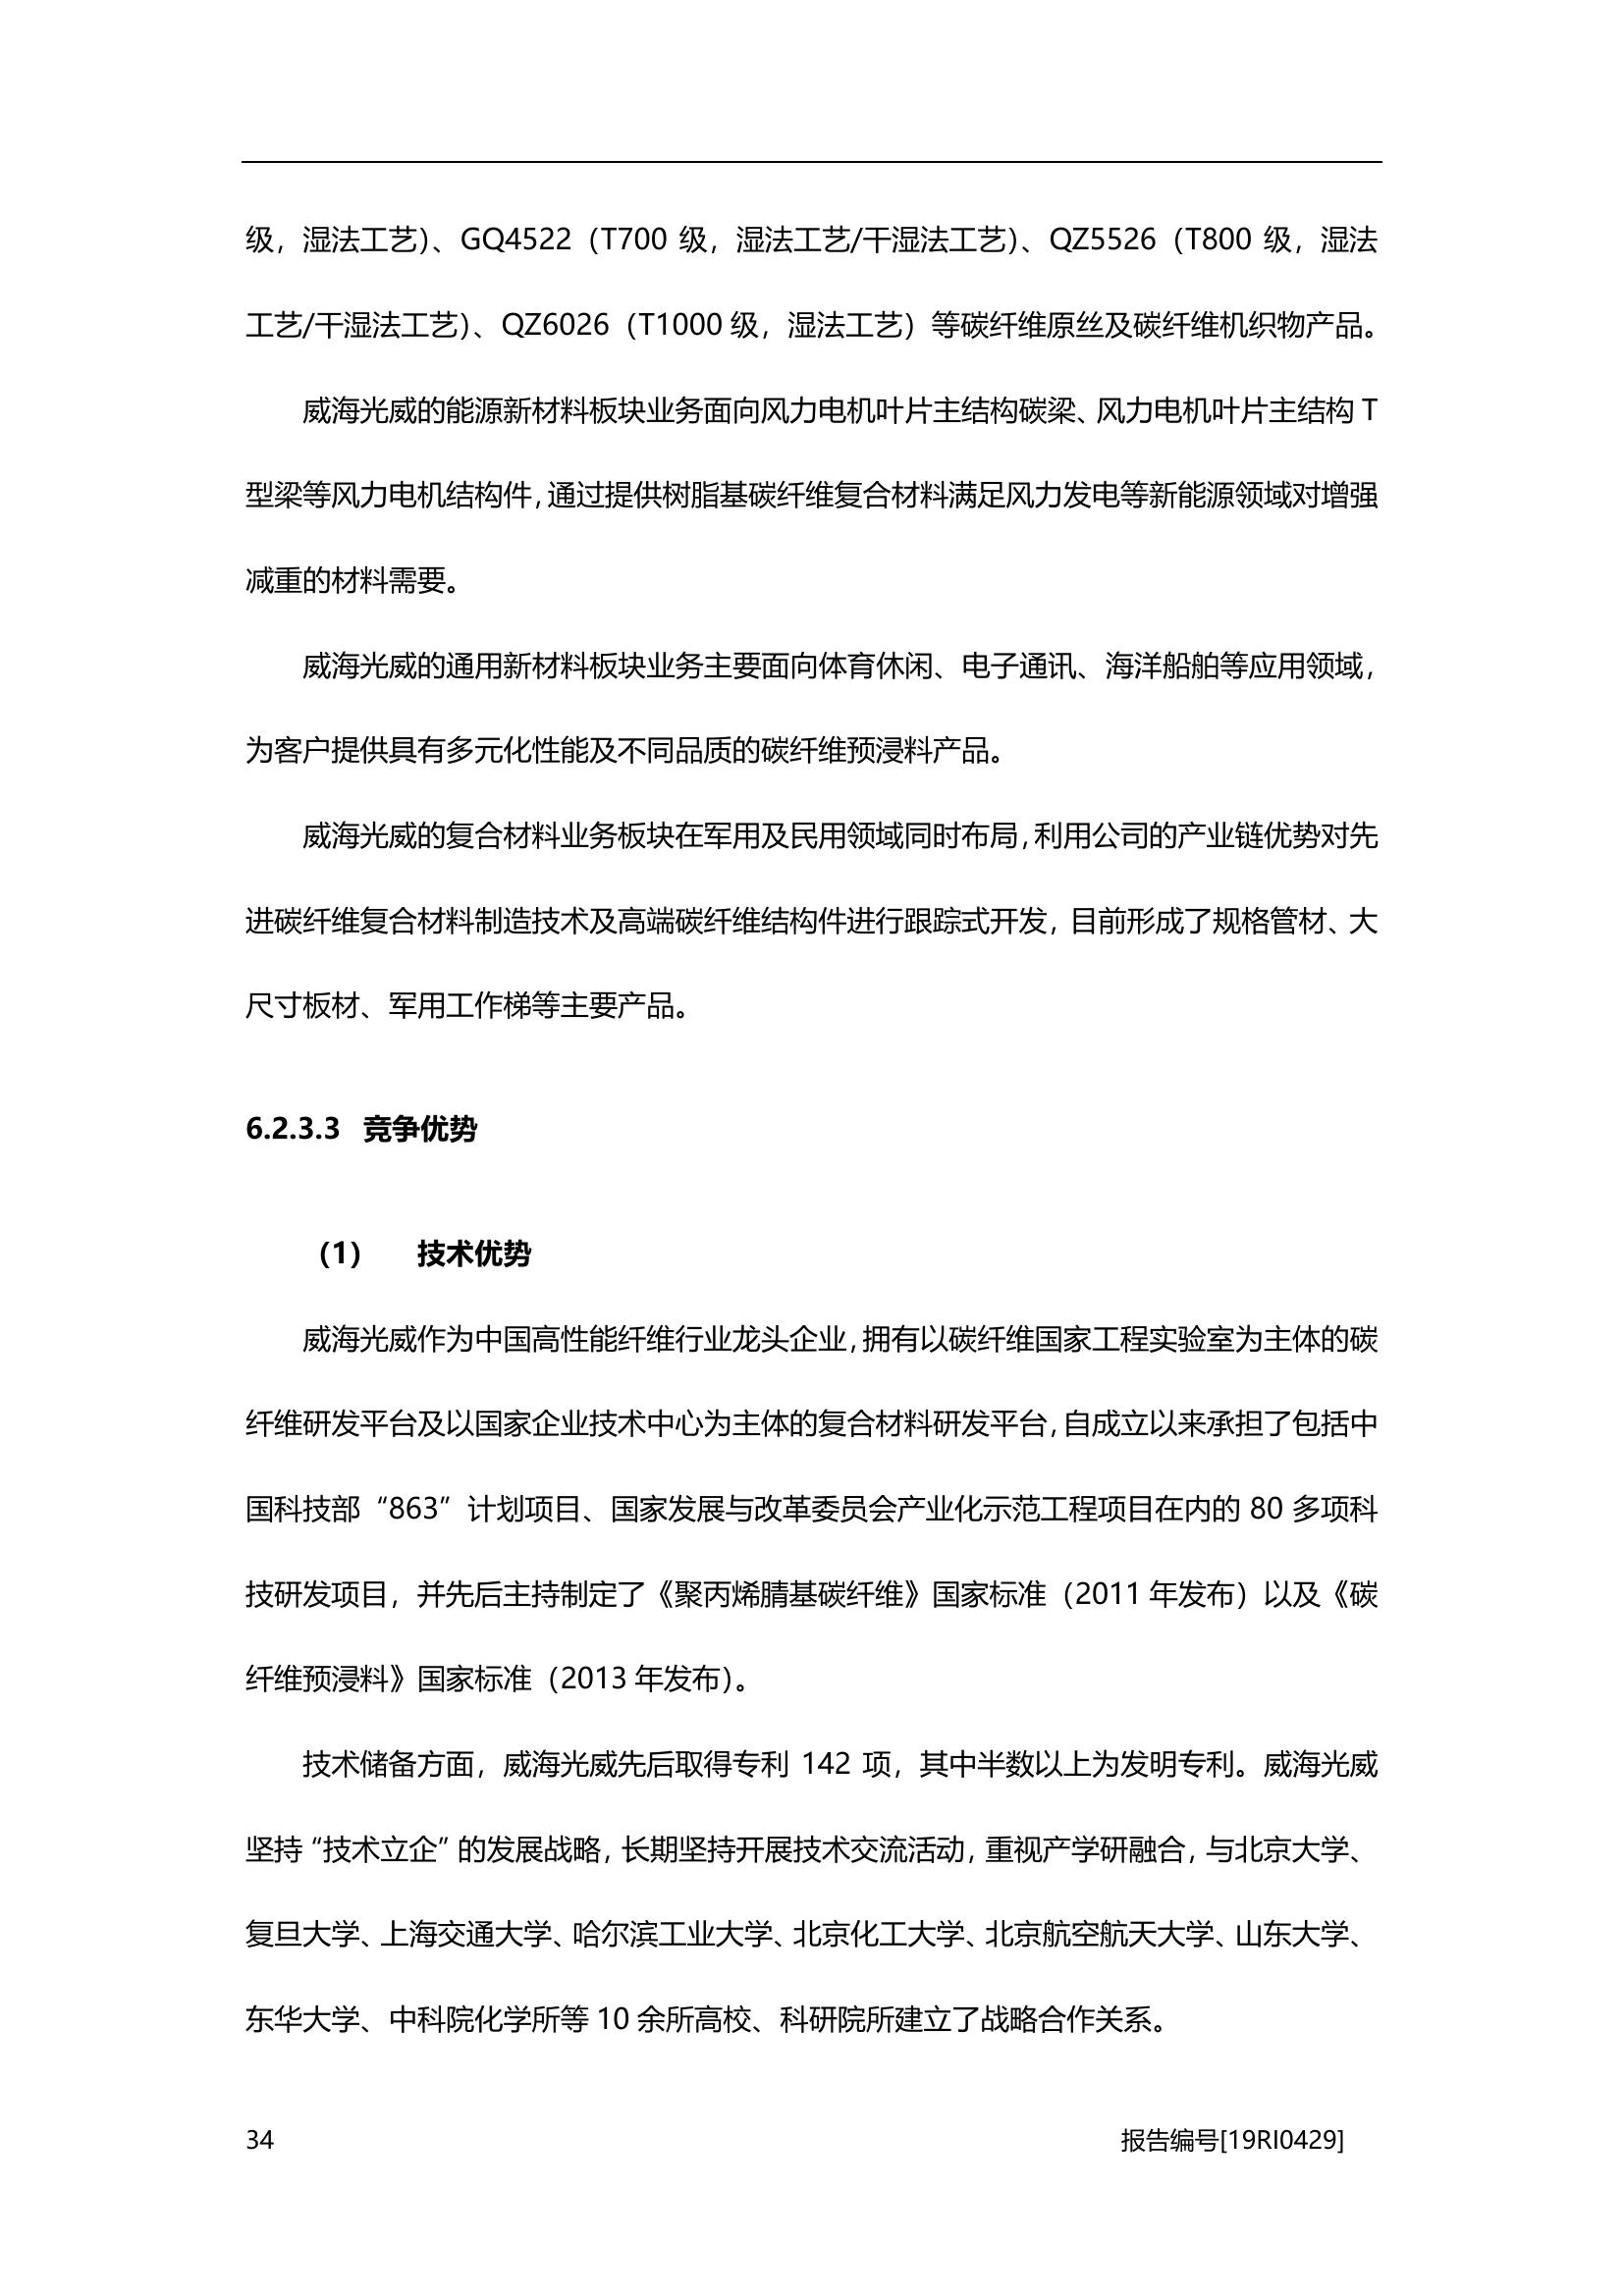 级，湿法工艺）、GQ4522（T700 级，湿法工艺/干湿法工艺）、QZ5526（T800 级，湿法
工艺/干湿法工艺）、QZ6026（T1000 级，湿法工艺）等碳纤维原丝及碳纤维机织物产品。
威海光威的能源新材料板块业务面向风力电机叶片主结构碳梁、风力电机叶片主结构 T
型梁等风力电机结构件，通过提供树脂基碳纤维复合材料满足风力发电等新能源领域对增强
减重的材料需要。
威海光威的通用新材料板块业务主要面向体育休闲、电子通讯、海洋船舶等应用领域，
为客户提供具有多元化性能及不同品质的碳纤维预浸料产品。
威海光威的复合材料业务板块在军用及民用领域同时布局，利用公司的产业链优势对先
进碳纤维复合材料制造技术及高端碳纤维结构件进行跟踪式开发，目前形成了规格管材、大
尺寸板材、军用工作梯等主要产品。
6.2.3.3 竞争优势
（1） 技术优势
威海光威作为中国高性能纤维行业龙头企业，拥有以碳纤维国家工程实验室为主体的碳
纤维研发平台及以国家企业技术中心为主体的复合材料研发平台，自成立以来承担了包括中
国科技部“863”计划项目、国家发展与改革委员会产业化示范工程项目在内的 80 多项科
技研发项目，并先后主持制定了《聚丙烯腈基碳纤维》国家标准（2011 年发布）以及《碳
纤维预浸料》国家标准（2013 年发布）。
技术储备方面，威海光威先后取得专利 142 项，其中半数以上为发明专利。威海光威
坚持“技术立企”的发展战略，长期坚持开展技术交流活动，重视产学研融合，与北京大学、
复旦大学、上海交通大学、哈尔滨工业大学、北京化工大学、北京航空航天大学、山东大学、
东华大学、中科院化学所等 10 余所高校、科研院所建立了战略合作关系。
34 报告编号[19RI0429]